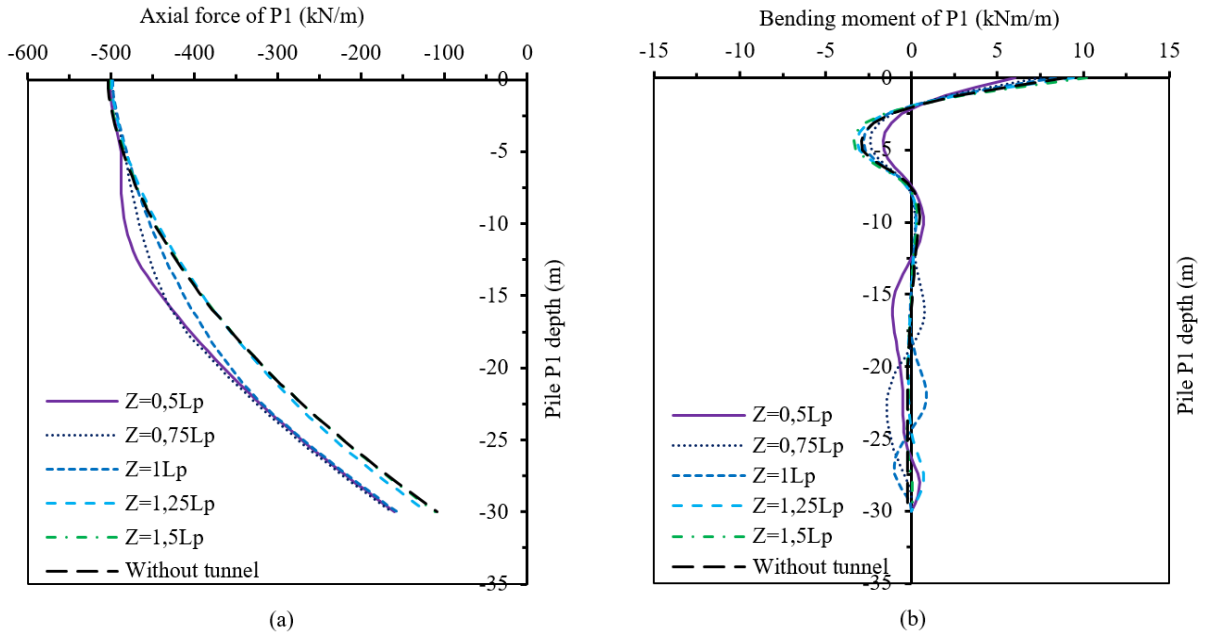 Axial force of P1 (kN/m)
-600 -500 -400 -300 -200 -100 0
0
-5
-10
-15
-20
-25
-30
-35
Pile P1 depth (m)
Z=0,5Lp
Z=0,75Lp
Z=1Lp
Z=1,25Lp
Z=1,5Lp
Without tunnel
(a)
Bending moment of P1 (kNm/m)
-15 -10 -5 0 5 10 15
0
-5
-10
-15
-20
-25
-30
-35
Pile P1 depth (m)
Z=0,5Lp
Z=0,75Lp
Z=1Lp
Z=1,25Lp
Z=1,5Lp
Without tunnel
(b)